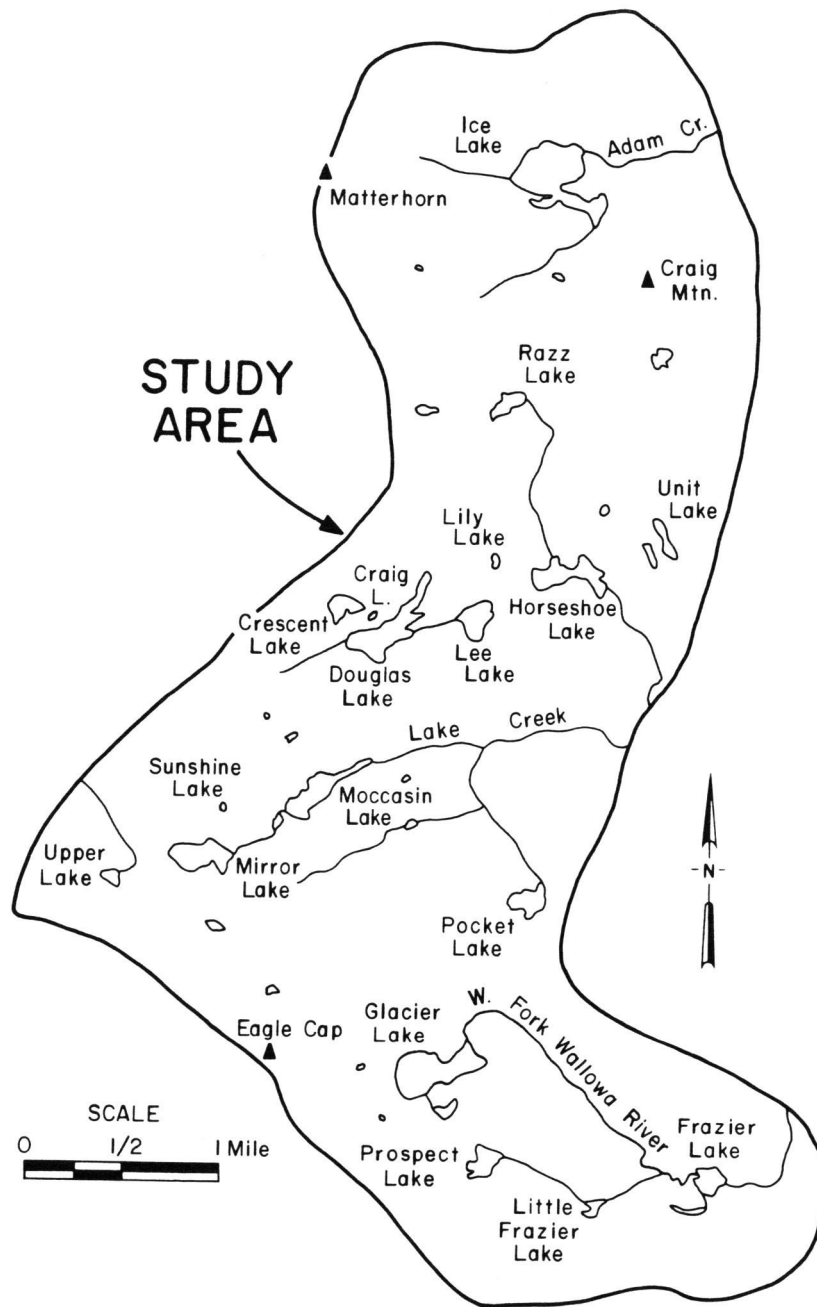 Ice
Lake
Adam Cr.
Matterhorn
Craig
Mtn.
Razz
Lake
STUDY
AREA
Unit
Lake
Lily
Lake
Craig
L.
Crescent
Lake
Horseshoe
Lake
Douglas
Lake
Lee
Lake
Lake Creek
Sunshine
Lake
Moccasin
Lake
Upper
Lake
Mirror
Lake
-N-
Pocket
Lake
W. Fork Wallowa River
Glacier
Lake
Eagle Cap
SCALE
0 1/2 1 Mile
Frazier
Lake
Prospect
Lake
Little
Frazier
Lake